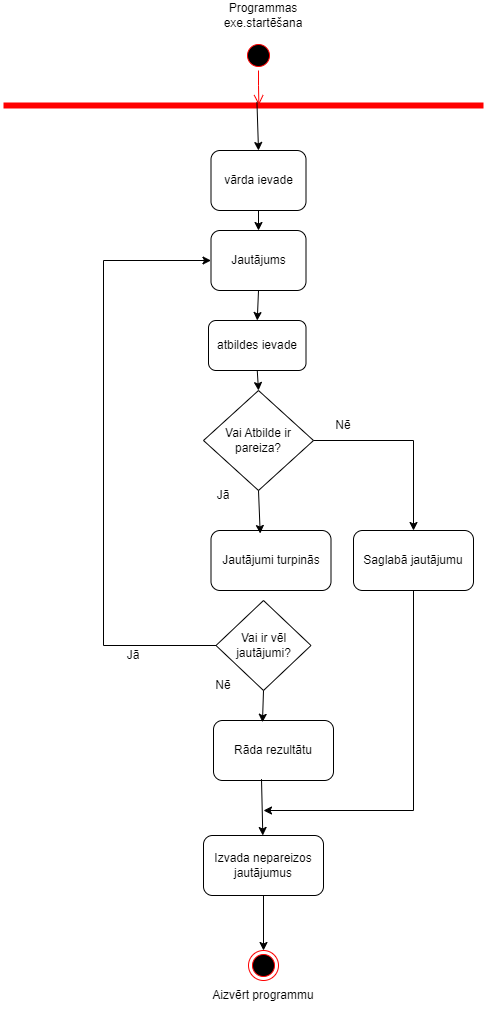 Programmas
exe.startēšana
vārda ievade
Jautājums
atbildes ievade
Vai Atbilde ir
pareiza?
Nē
Jā
Jautājumi turpinās
Saglabā jautājumu
Vai ir vēl
jautājumi?
Jā
Nē
Rāda rezultātu
Izvada nepareizos
jautājumus
Aizvērt programmu